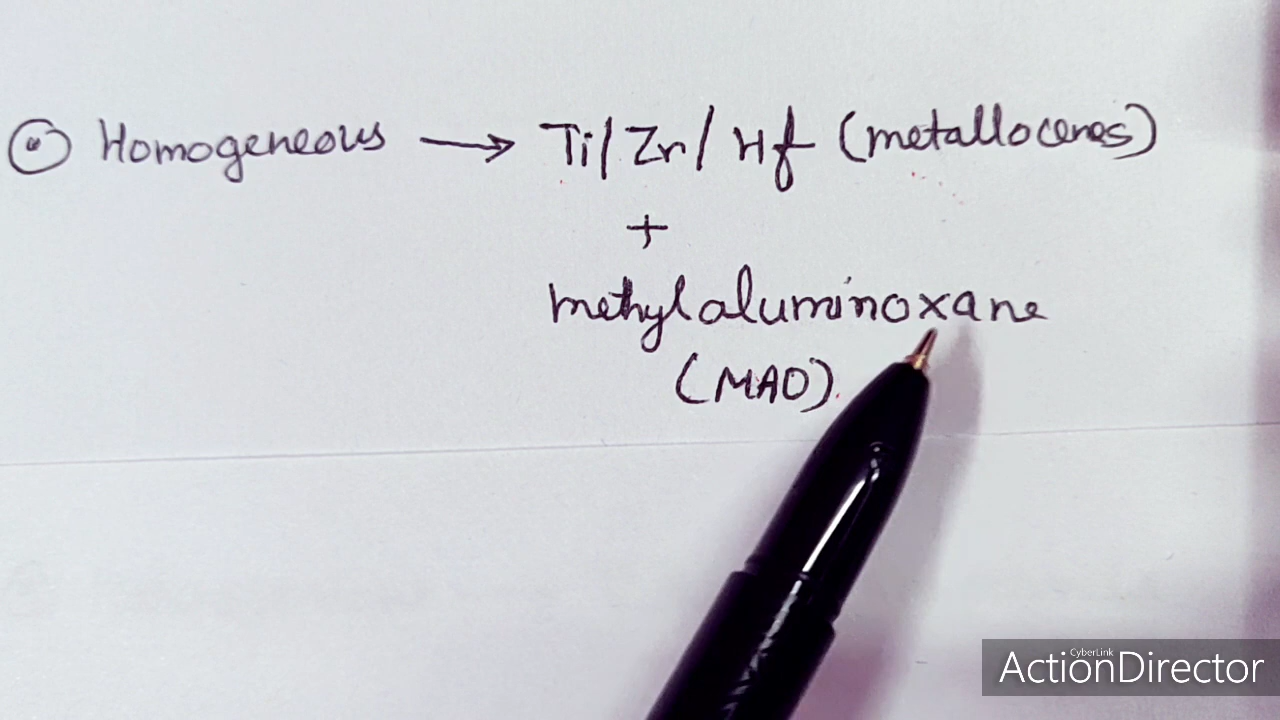 Homogeneous → Ti/Zr/Hf (metallocenes)
+
methylaluminoxane
(MAO)
CyberLink
ActionDirector